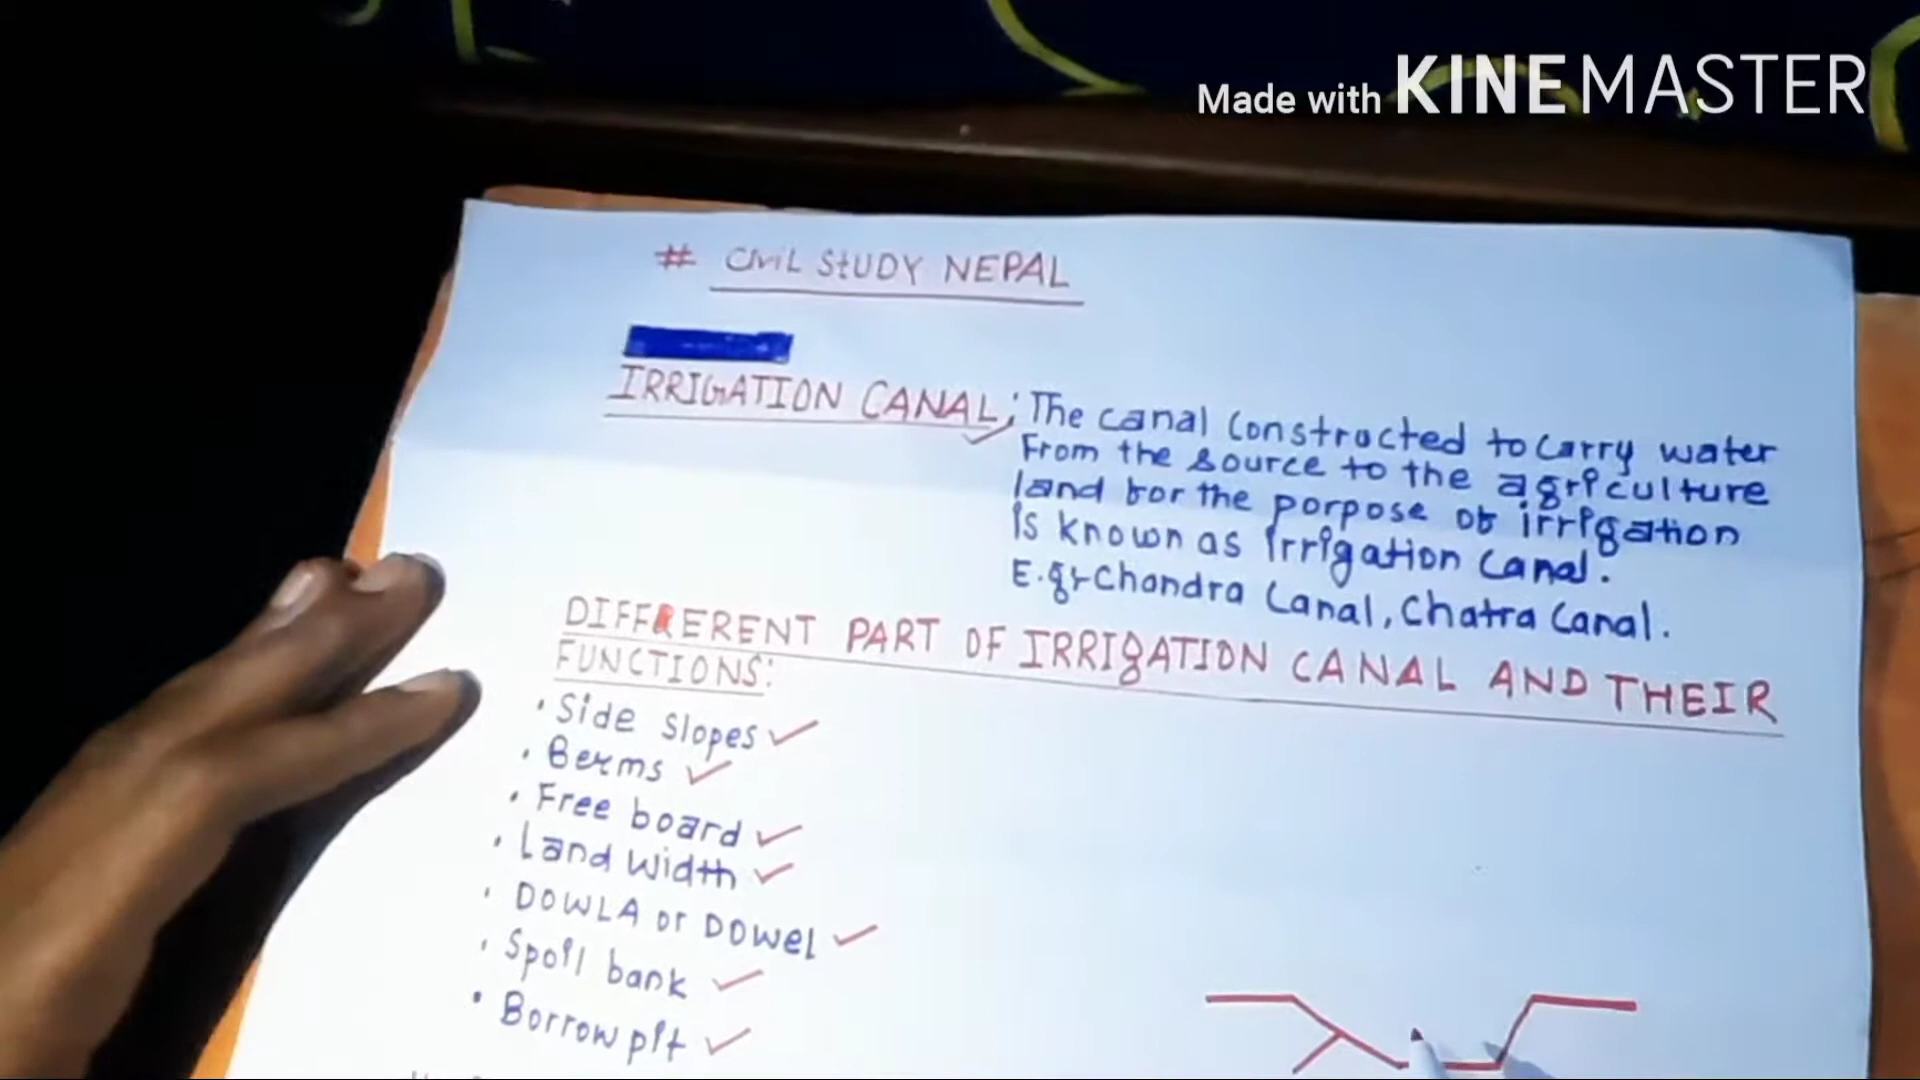 Made with KINEMASTER
# CiviL StUDY NEPAL
IRRIGATION CANAL; The canal constructed to carry water
From the source to the agriculture
land for the porpose of irrigation
is known as irrigation canal.
E.g:- Chandra Canal, Chatra Canal.
DIFFERENT PART OF IRRIGATION CANAL AND THEIR
FUNCTIONS:
• Side slopes ✓
• Berms ✓
• Free board ✓
• Land width ✓
• DOWLA or DOWel ✓
• Spoil bank ✓
• Borrow pit ✓